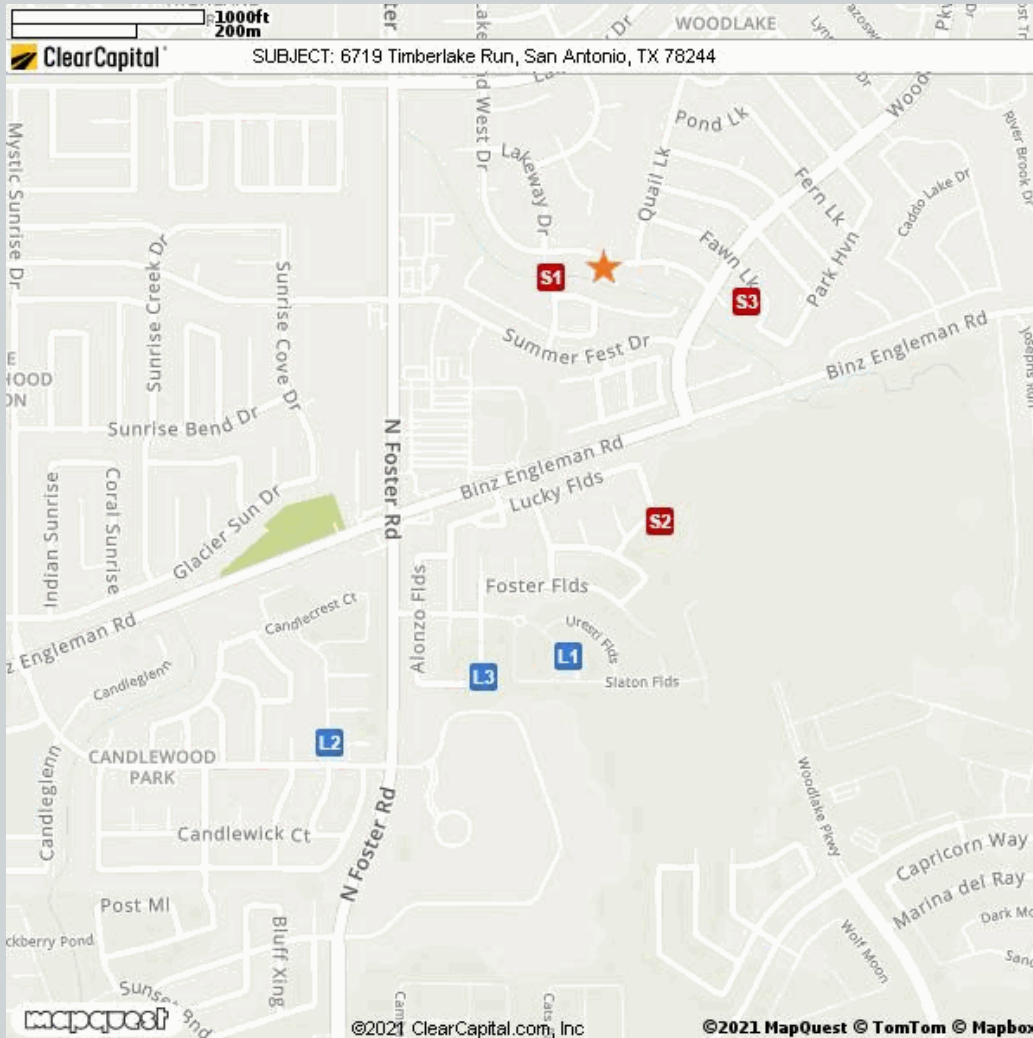 1000ft
200m
WOODLAKE
ClearCapital
SUBJECT: 6719 Timberlake Run, San Antonio, TX 78244
Pond Lk
Lakeway Dr
Quail Lk
Fern Lk
Caddo Lake Dr
River Brook Dr
Mystic Sunrise Dr
Sunrise Creek Dr
Sunrise Cove Dr
Fawn Lk
Park Hvn
S1
S3
Summer Fest Dr
Binz Engleman Rd
Sunrise Bend Dr
N Foster Rd
Binz Engleman Rd
Lucky Flds
S2
Indian Sunrise
Coral Sunrise
Glacier Sun Dr
Foster Flds
Alonzo Flds
Candlecrest Ct
Uresti Flds
z Engleman Rd
L1
L3
Slaton Flds
Candleglenn
L2
CANDLEWOOD
PARK
Candleglenn
Woodlake Pkwy
Candlewick Ct
N Foster Rd
Capricorn Way
Marina del Ray
Post Ml
Dark Mo
Bluff Xing
ckberry Pond
Wolf Moon
mapquest
©2021 ClearCapital.com, Inc
©2021 MapQuest © TomTom © Mapbox